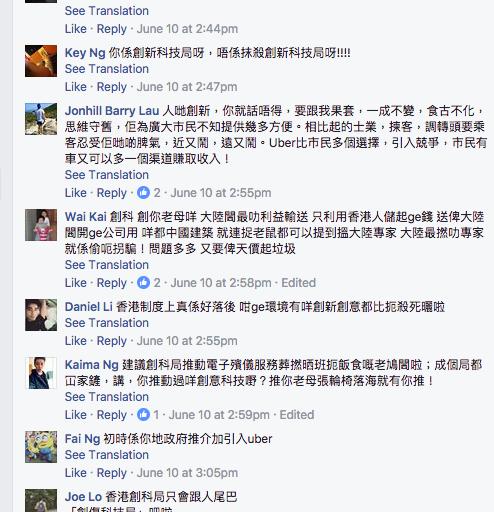 See Translation
Like · Reply · June 10 at 2:44pm
Key Ng 你係創新科技局呀，唔係抹殺創新科技局呀!!!!
See Translation
Like · Reply · June 10 at 2:47pm
Jonhill Barry Lau 人哋創新，你就話唔得，要跟我果套，一成不變，食古不化，
思維守舊，佢為廣大市民不知提供幾多方便。相比起的士業，揀客，調轉頭要乘
客忍受佢哋啲脾氣，近又鬧，遠又鬧。Uber比市民多個選擇，引入競爭，市民有
車又可以多一個渠道賺取收入！
See Translation
Like · Reply · 2 · June 10 at 2:55pm
Wai Kai 創科 創你老母咩 大陸閪最叻利益輸送 只利用香港人儲起ge錢 送俾大陸
閪開ge公司用 咩都中國建築 就連捉老鼠都可以提到搵大陸專家 大陸最撚叻專家
就係偷呃拐騙！問題多多 又要俾天價起垃圾
See Translation
Like · Reply · 2 · June 10 at 2:58pm · Edited
Daniel Li 香港制度上真係好落後 咁ge環境有咩創新創意都比扼殺死曬啦
See Translation
Like · Reply · June 10 at 2:55pm
Kaima Ng 建議創科局推動電子殯儀服務葬撚晒班扼飯食嘅老鳩閪啦；成個局都
冚家鏟，講，你推動過咩創意科技嘢？推你老母張輪椅落海就有你推！
See Translation
Like · Reply · 1 · June 10 at 2:59pm · Edited
Fai Ng 初時係你地政府推介加引入uber
See Translation
Like · Reply · June 10 at 3:05pm
Joe Lo 香港創科局只會跟人尾巴